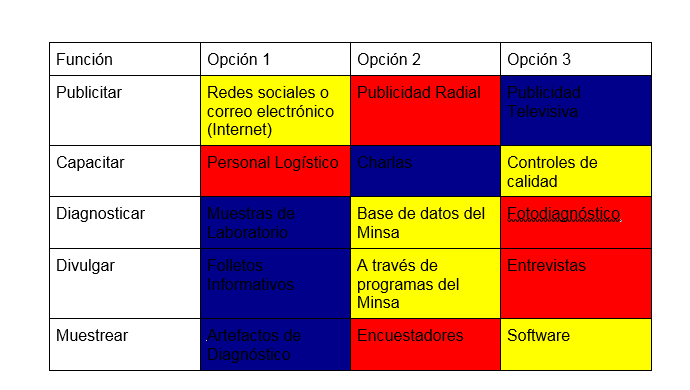 Función Opción 1 Opción 2 Opción 3
Publicitar Redes sociales o Publicidad Radial Publicidad
correo electrónico Televisiva
(Internet)
Capacitar Personal Logístico Charlas Controles de
calidad
Diagnosticar Muestras de Base de datos del Fotodiagnóstico
Laboratorio Minsa
Divulgar Folletos A través de Entrevistas
Informativos programas del
Minsa
Muestrear Artefactos de Encuestadores Software
Diagnóstico